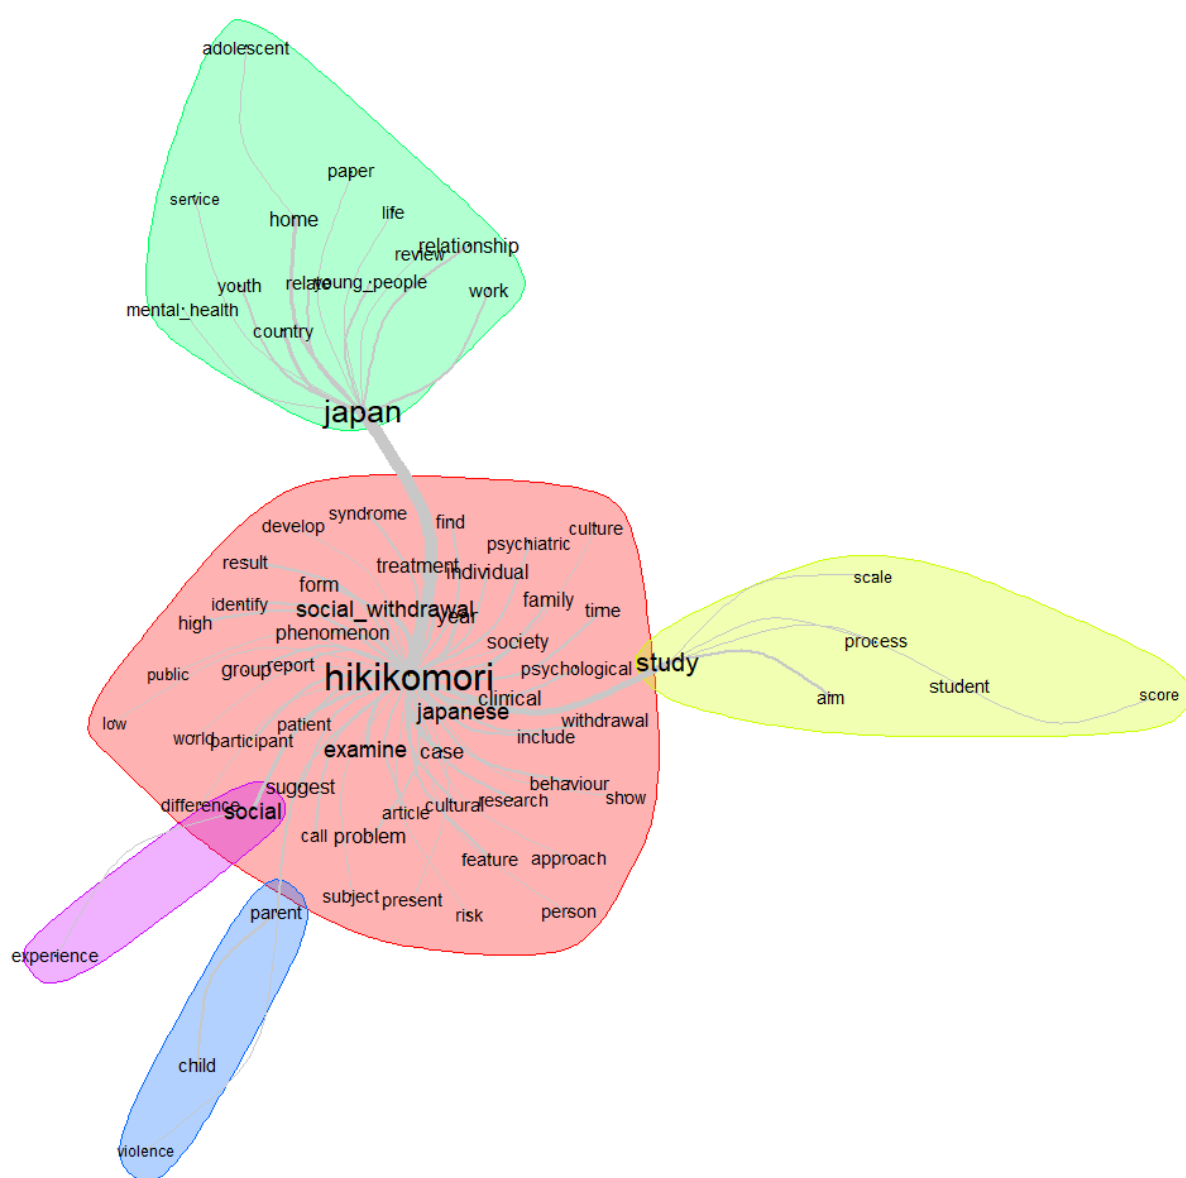 adolescent
paper
service
life
home
relationship
review
youth
relate
young_people
work
mental_health
country
japan
syndrome
find
develop
culture
psychiatric
result
treatment
individual
form
identify
social_withdrawal
year
family
time
high
phenomenon
society
public
group
report
psychological
study
hikikomori
clinical
japanese
low
world
participant
patient
withdrawal
include
examine
case
suggest
behaviour
show
difference
social
article
cultural
research
call
problem
feature
approach
subject
present
parent
risk
person
experience
child
violence
scale
process
student
aim
score